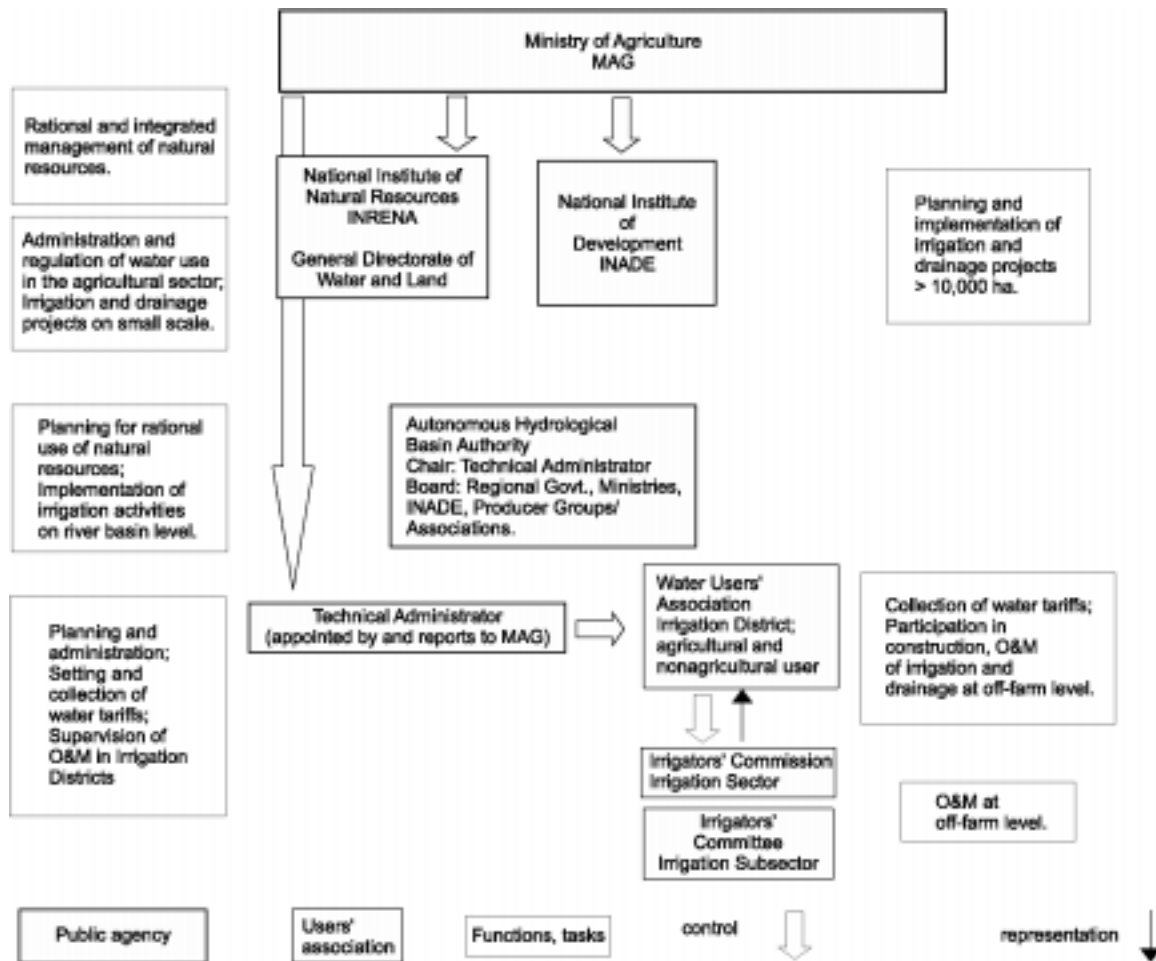 Ministry of Agriculture
MAG
Rational and integrated
management of natural
resources.
National Institute of
Natural Resources
INRENA
General Directorate of
Water and Land
National Institute
of
Development
INADE
Planning and
implementation of
irrigation and
drainage projects
> 10,000 ha.
Administration and
regulation of water use
in the agricultural sector;
Irrigation and drainage
projects on small scale.
Planning for rational
use of natural
resources;
Implementation of
irrigation activities
on river basin level.
Autonomous Hydrological
Basin Authority
Chair: Technical Administrator
Board: Regional Govt., Ministries,
INADE, Producer Groups/
Associations.
Planning and
administration;
Setting and
collection of
water tariffs;
Supervision of
O&M in Irrigation
Districts
Technical Administrator
(appointed by and reports to MAG)
Water Users'
Association
Irrigation District;
agricultural and
nonagricultural user
Collection of water tariffs;
Participation in
construction, O&M
of irrigation and
drainage at off-farm level.
Irrigators' Commission
Irrigation Sector
Irrigators'
Committee
Irrigation Subsector
O&M at
off-farm level.
Public agency
Users'
association
Functions, tasks
control
representation